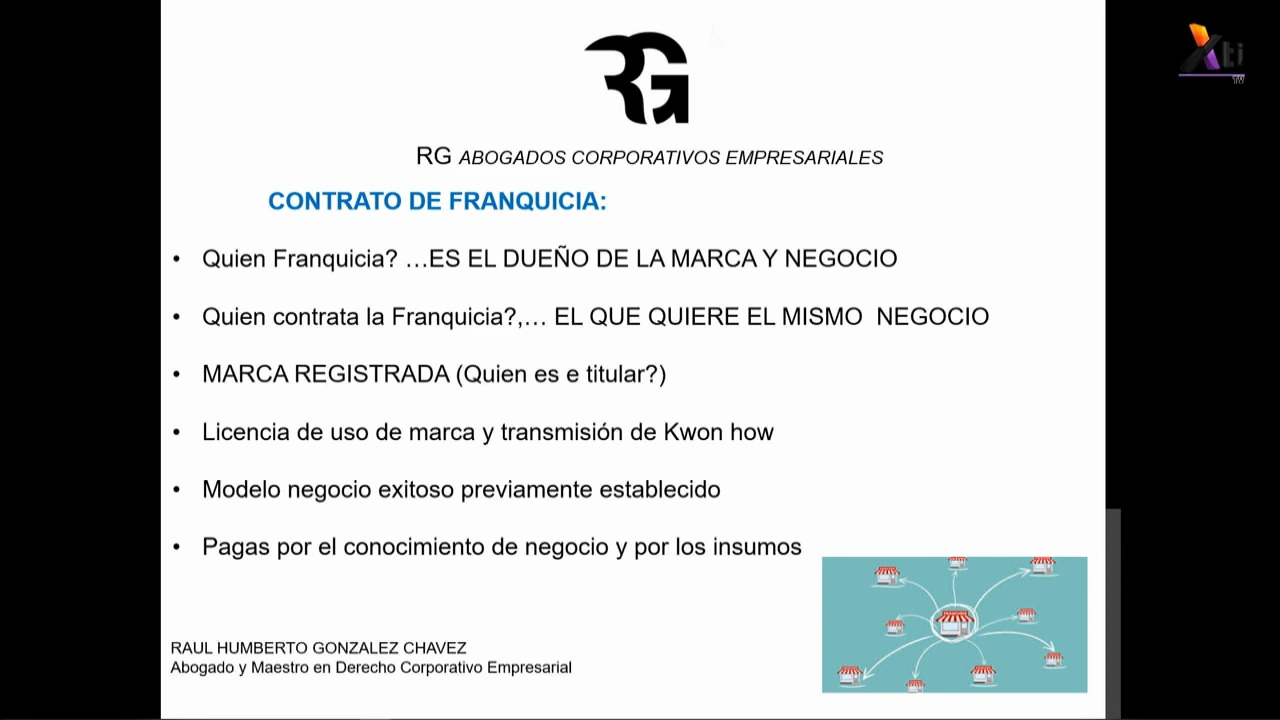 Xti
TV
RG
RG ABOGADOS CORPORATIVOS EMPRESARIALES
CONTRATO DE FRANQUICIA:
• Quien Franquicia? …ES EL DUEÑO DE LA MARCA Y NEGOCIO
• Quien contrata la Franquicia?,… EL QUE QUIERE EL MISMO NEGOCIO
• MARCA REGISTRADA (Quien es e titular?)
• Licencia de uso de marca y transmisión de Kwon how
• Modelo negocio exitoso previamente establecido
• Pagas por el conocimiento de negocio y por los insumos
RAUL HUMBERTO GONZALEZ CHAVEZ
Abogado y Maestro en Derecho Corporativo Empresarial